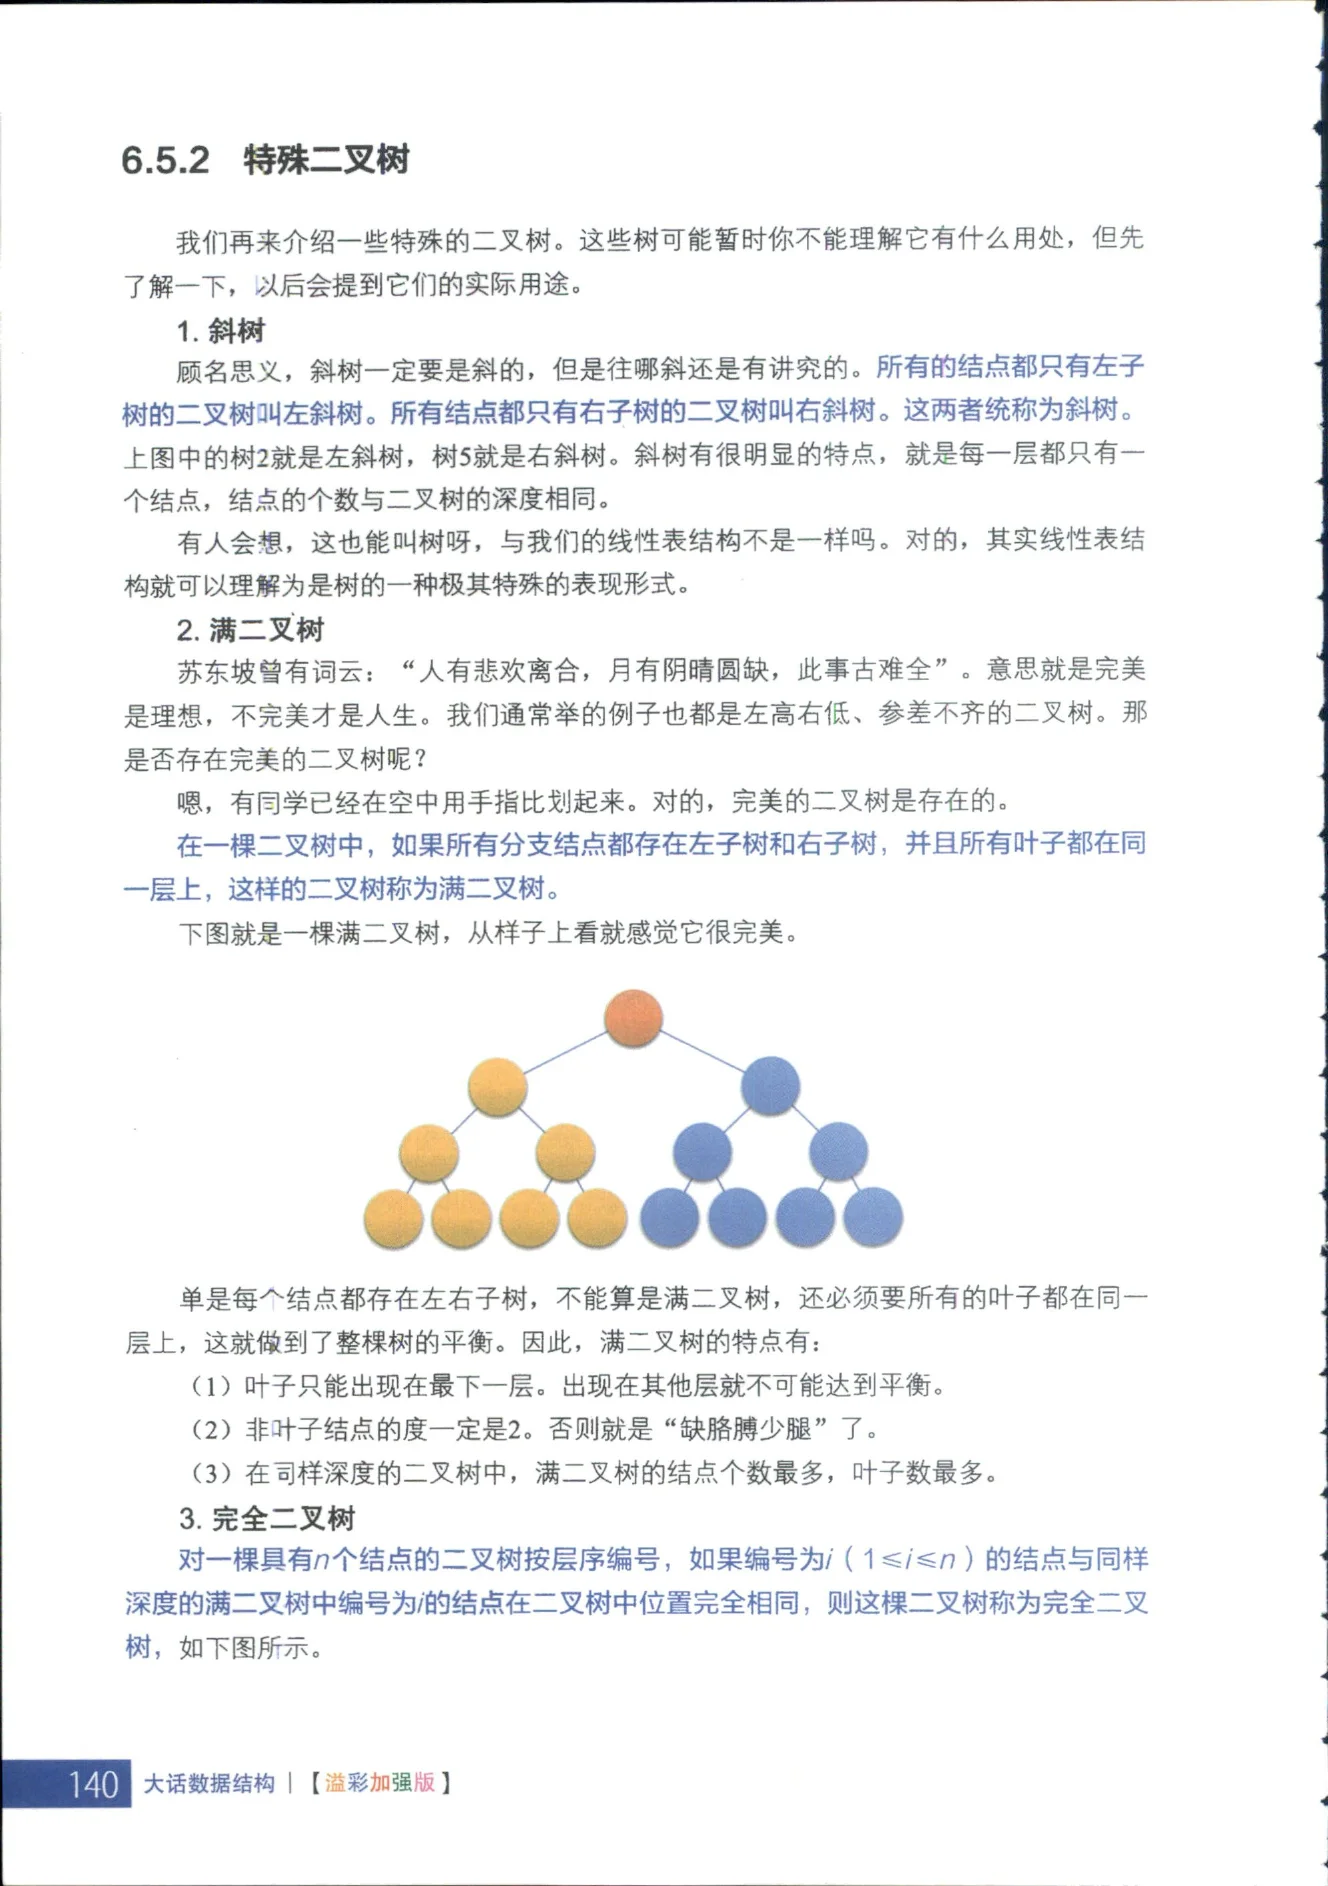 6.5.2 特殊二叉树
我们再来介绍一些特殊的二叉树。这些树可能暂时你不能理解它有什么用处，但先
了解一下，以后会提到它们的实际用途。
1. 斜树
顾名思义，斜树一定要是斜的，但是往哪斜还是有讲究的。所有的结点都只有左子
树的二叉树叫左斜树。所有结点都只有右子树的二叉树叫右斜树。这两者统称为斜树。
上图中的树2就是左斜树，树5就是右斜树。斜树有很明显的特点，就是每一层都只有一
个结点，结点的个数与二叉树的深度相同。
有人会想，这也能叫树呀，与我们的线性表结构不是一样吗。对的，其实线性表结
构就可以理解为是树的一种极其特殊的表现形式。
2. 满二叉树
苏东坡曾有词云：“人有悲欢离合，月有阴晴圆缺，此事古难全”。意思就是完美
是理想，不完美才是人生。我们通常举的例子也都是左高右低、参差不齐的二叉树。那
是否存在完美的二叉树呢？
嗯，有同学已经在空中用手指比划起来。对的，完美的二叉树是存在的。
在一棵二叉树中，如果所有分支结点都存在左子树和右子树，并且所有叶子都在同
一层上，这样的二叉树称为满二叉树。
下图就是一棵满二叉树，从样子上看就感觉它很完美。
单是每个结点都存在左右子树，不能算是满二叉树，还必须要所有的叶子都在同一
层上，这就做到了整棵树的平衡。因此，满二叉树的特点有：
（1）叶子只能出现在最下一层。出现在其他层就不可能达到平衡。
（2）非叶子结点的度一定是2。否则就是“缺胳膊少腿”了。
（3）在同样深度的二叉树中，满二叉树的结点个数最多，叶子数最多。
3. 完全二叉树
对一棵具有n个结点的二叉树按层序编号，如果编号为i（1≤i≤n）的结点与同样
深度的满二叉树中编号为i的结点在二叉树中位置完全相同，则这棵二叉树称为完全二叉
树，如下图所示。
140 大话数据结构 | 【溢彩加强版】